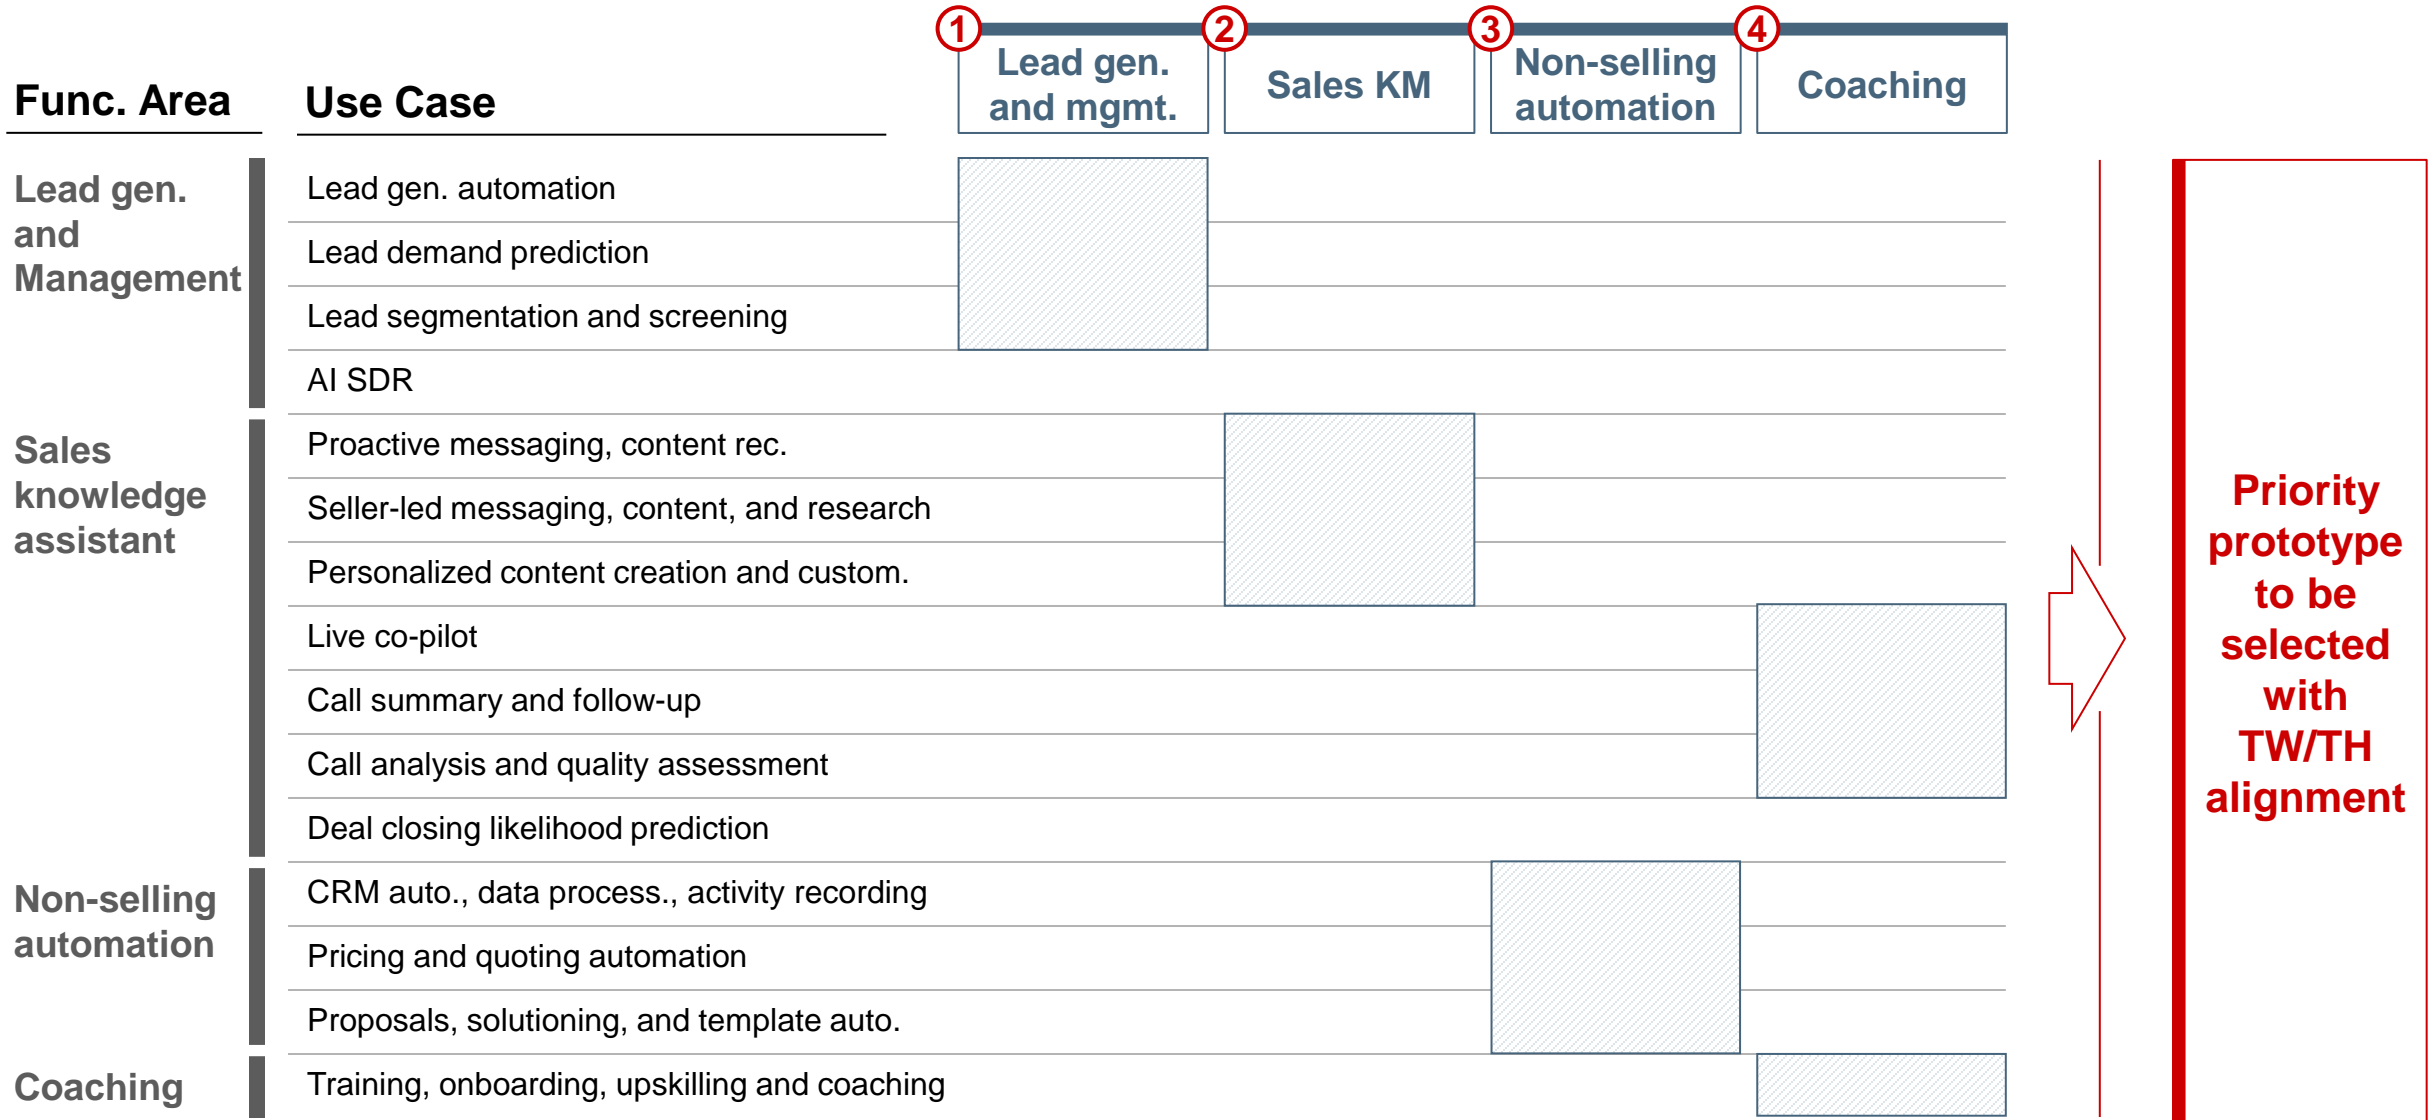 1
2
3
4
Lead gen.
and mgmt.
Sales KM
Non-selling
automation
Coaching
Func. Area
Use Case
Lead gen.
and
Management
Lead gen. automation
Lead demand prediction
Lead segmentation and screening
AI SDR
Sales
knowledge
assistant
Proactive messaging, content rec.
Seller-led messaging, content, and research
Personalized content creation and custom.
Live co-pilot
Call summary and follow-up
Call analysis and quality assessment
Deal closing likelihood prediction
Non-selling
automation
CRM auto., data process., activity recording
Pricing and quoting automation
Proposals, solutioning, and template auto.
Coaching
Training, onboarding, upskilling and coaching
Priority
prototype
to be
selected
with
TW/TH
alignment